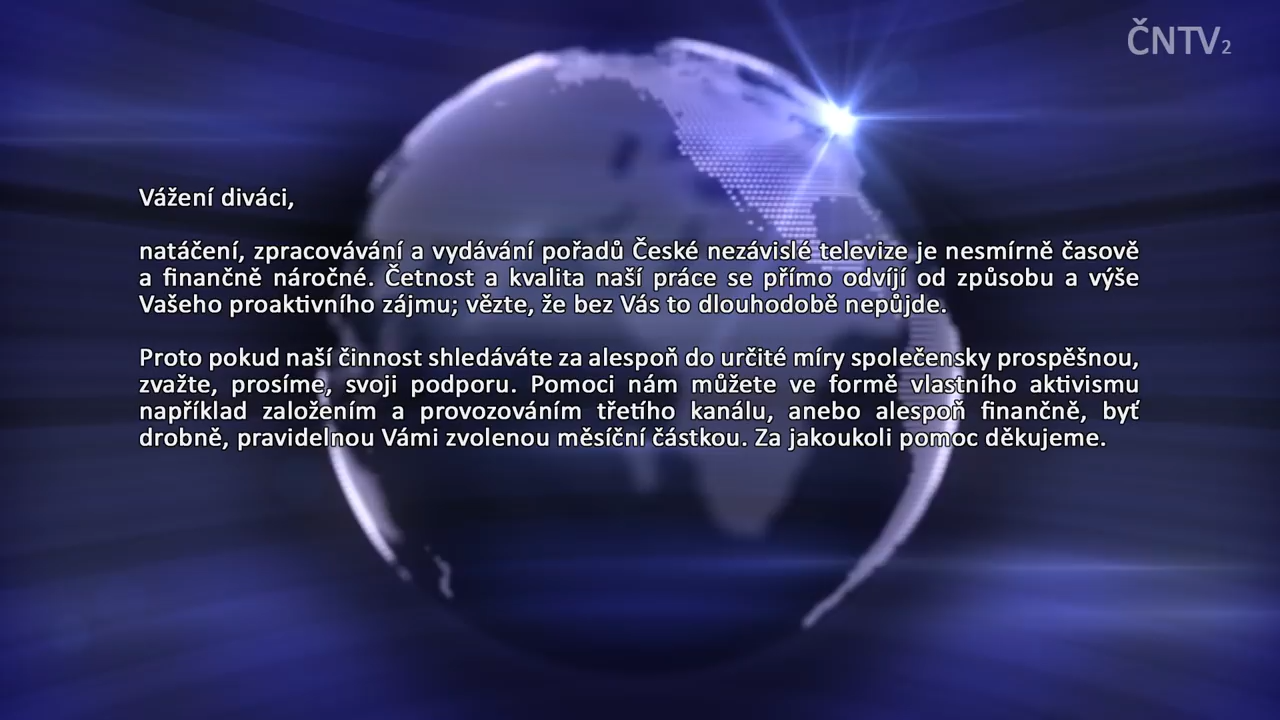 ČNTV2
Vážení diváci,
natáčení, zpracovávání a vydávání pořadů České nezávislé televize je nesmírně časově
a finančně náročné. Četnost a kvalita naší práce se přímo odvíjí od způsobu a výše
Vašeho proaktivního zájmu; vězte, že bez Vás to dlouhodobě nepůjde.
Proto pokud naší činnost shledáváte za alespoň do určité míry společensky prospěšnou,
zvažte, prosíme, svoji podporu. Pomoci nám můžete ve formě vlastního aktivismu
například založením a provozováním třetího kanálu, anebo alespoň finančně, byť
drobně, pravidelnou Vámi zvolenou měsíční částkou. Za jakoukoli pomoc děkujeme.